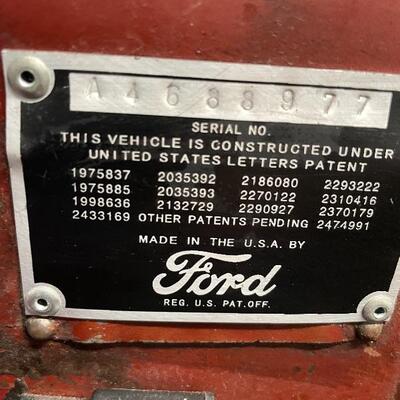 A4688977
SERIAL NO.
THIS VEHICLE IS CONSTRUCTED UNDER
UNITED STATES LETTERS PATENT
1975837 2035392 2186080 2293222
1975885 2035393 2270122 2310416
1998636 2132729 2290927 2370179
2433169 OTHER PATENTS PENDING 2474991
MADE IN THE U.S.A. BY
Ford
REG. U.S. PAT. OFF.